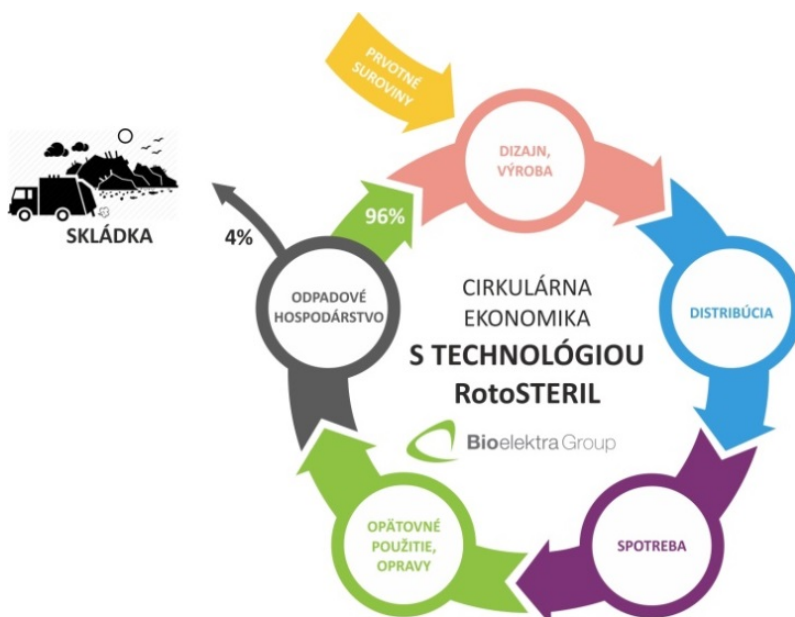 PRVOTNÉ
SUROVINY
DIZAJN,
VÝROBA
96%
4%
SKLÁDKA
ODPADOVÉ
HOSPODÁRSTVO
CIRKULÁRNA
EKONOMIKA
S TECHNOLÓGIOU
RotoSTERIL
Bioelektra Group
DISTRIBÚCIA
OPÄTOVNÉ
POUŽITIE,
OPRAVY
SPOTREBA